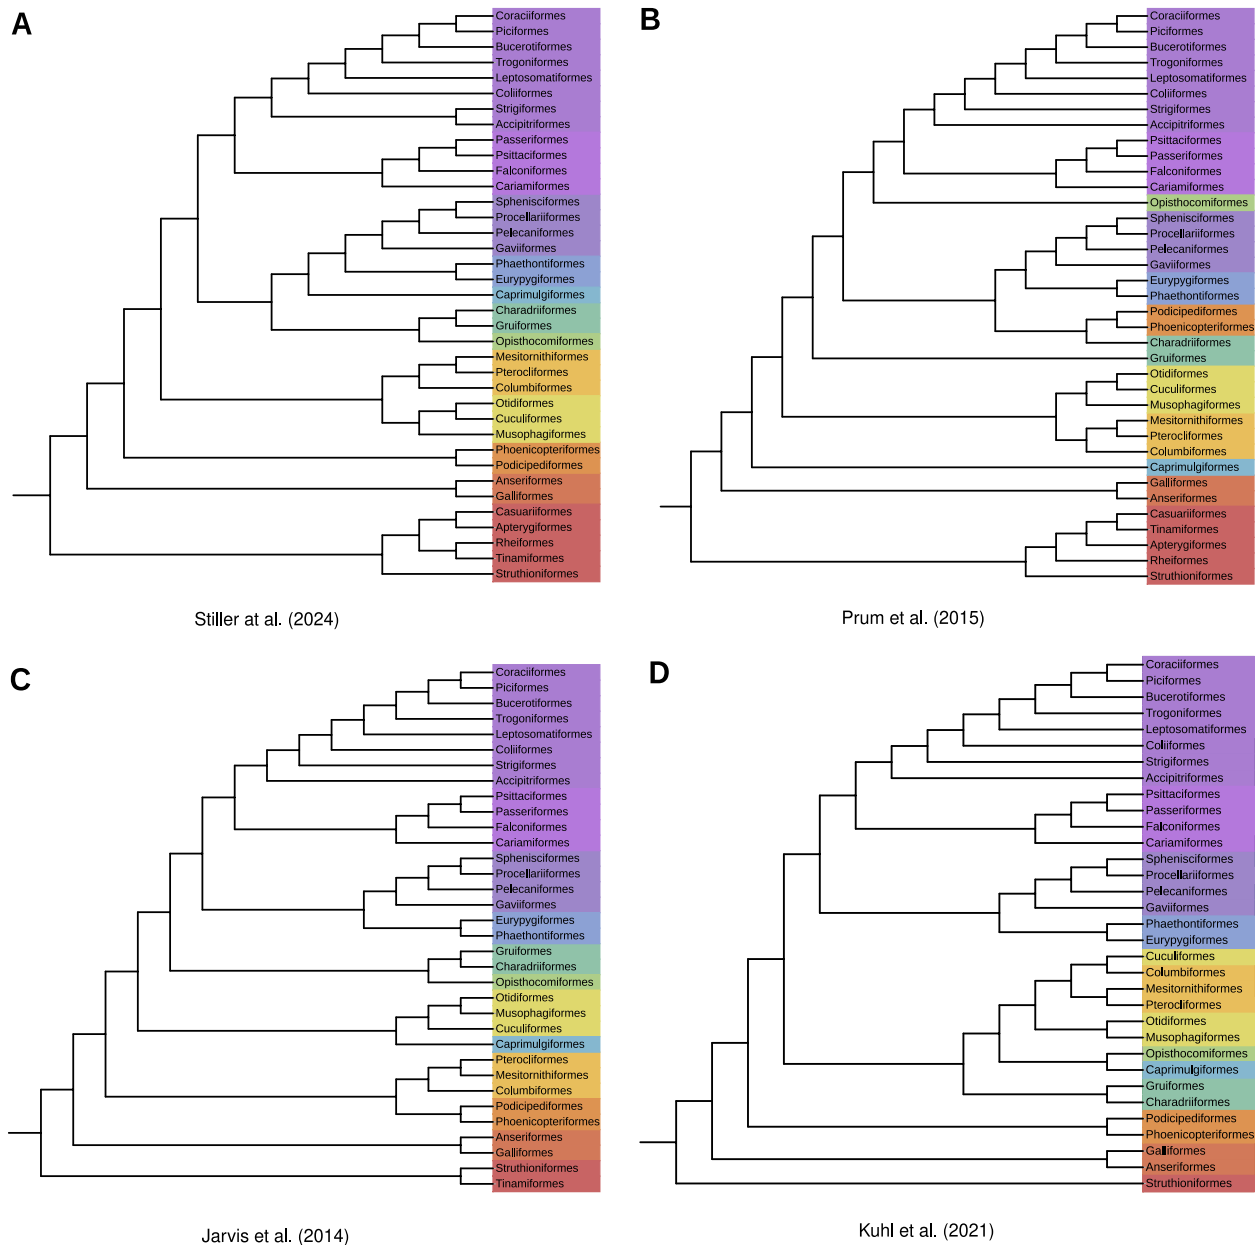 A
Coraciiformes
Piciformes
Bucerotiformes
Trogoniformes
Leptosomatiformes
Coliiformes
Strigiformes
Accipitriformes
Passeriformes
Psittaciformes
Falconiformes
Cariamiformes
Sphenisciformes
Procellariiformes
Pelecaniformes
Gaviiformes
Phaethontiformes
Eurypygiformes
Caprimulgiformes
Charadriiformes
Gruiformes
Opisthocomiformes
Mesitornithiformes
Pterocliformes
Columbiformes
Otidiformes
Cuculiformes
Musophagiformes
Phoenicopteriformes
Podicipediformes
Anseriformes
Galliformes
Casuariiformes
Apterygiformes
Rheiformes
Tinamiformes
Struthioniformes
Stiller at al. (2024)
B
Coraciiformes
Piciformes
Bucerotiformes
Trogoniformes
Leptosomatiformes
Coliiformes
Strigiformes
Accipitriformes
Psittaciformes
Passeriformes
Falconiformes
Cariamiformes
Opisthocomiformes
Sphenisciformes
Procellariiformes
Pelecaniformes
Gaviiformes
Eurypygiformes
Phaethontiformes
Podicipediformes
Phoenicopteriformes
Charadriiformes
Gruiformes
Otidiformes
Cuculiformes
Musophagiformes
Mesitornithiformes
Pterocliformes
Columbiformes
Caprimulgiformes
Galliformes
Anseriformes
Casuariiformes
Tinamiformes
Apterygiformes
Rheiformes
Struthioniformes
Prum et al. (2015)
C
Coraciiformes
Piciformes
Bucerotiformes
Trogoniformes
Leptosomatiformes
Coliiformes
Strigiformes
Accipitriformes
Psittaciformes
Passeriformes
Falconiformes
Cariamiformes
Sphenisciformes
Procellariiformes
Pelecaniformes
Gaviiformes
Eurypygiformes
Phaethontiformes
Gruiformes
Charadriiformes
Opisthocomiformes
Otidiformes
Musophagiformes
Cuculiformes
Caprimulgiformes
Pterocliformes
Mesitornithiformes
Columbiformes
Podicipediformes
Phoenicopteriformes
Anseriformes
Galliformes
Struthioniformes
Tinamiformes
Jarvis et al. (2014)
D
Coraciiformes
Piciformes
Bucerotiformes
Trogoniformes
Leptosomatiformes
Coliiformes
Strigiformes
Accipitriformes
Psittaciformes
Passeriformes
Falconiformes
Cariamiformes
Sphenisciformes
Procellariiformes
Pelecaniformes
Gaviiformes
Phaethontiformes
Eurypygiformes
Cuculiformes
Columbiformes
Mesitornithiformes
Pterocliformes
Otidiformes
Musophagiformes
Opisthocomiformes
Caprimulgiformes
Gruiformes
Charadriiformes
Podicipediformes
Phoenicopteriformes
Galliformes
Anseriformes
Struthioniformes
Kuhl et al. (2021)